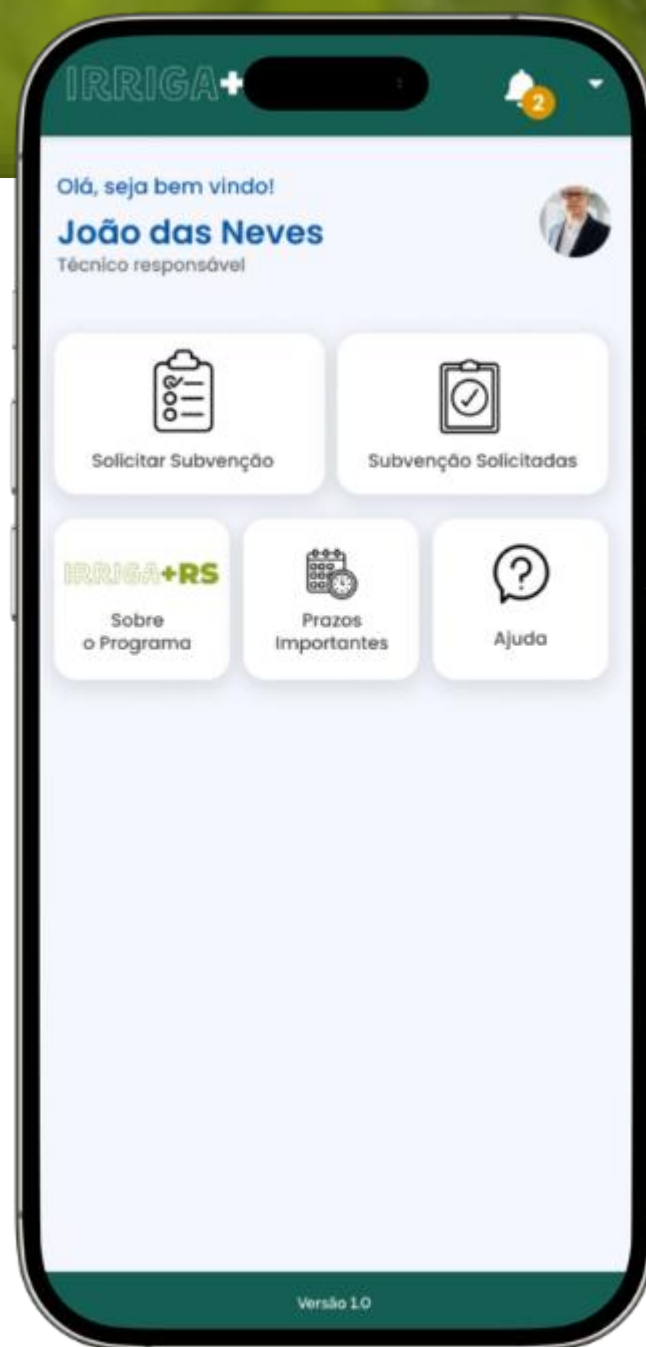 IRRIGA+
2
Olá, seja bem vindo!
João das Neves
Técnico responsável
Solicitar Subvenção
Subvenção Solicitadas
IRRIGA+RS
Sobre
o Programa
Prazos
Importantes
Ajuda
Versão 1.0